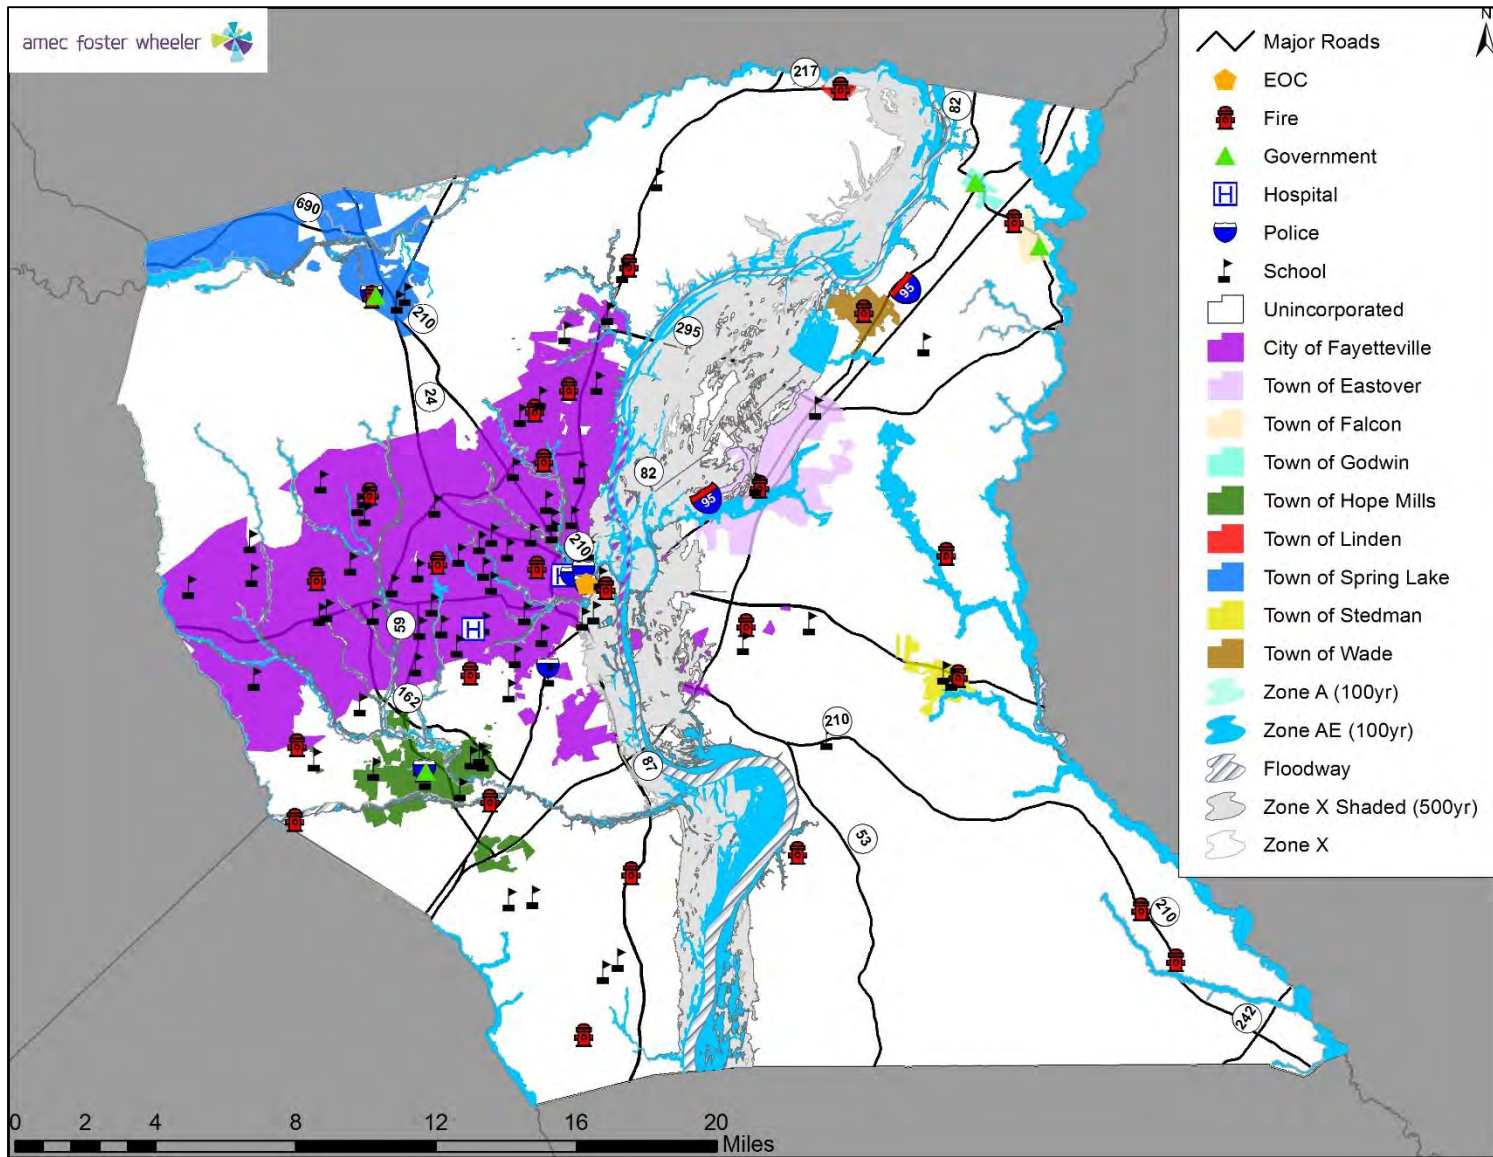 amec foster wheeler
N
Major Roads
EOC
Fire
Government
H Hospital
Police
School
Unincorporated
City of Fayetteville
Town of Eastover
Town of Falcon
Town of Godwin
Town of Hope Mills
Town of Linden
Town of Spring Lake
Town of Stedman
Town of Wade
Zone A (100yr)
Zone AE (100yr)
Floodway
Zone X Shaded (500yr)
Zone X
217
82
690
95
210
295
24
82
95
210
H
59
H
162
210
87
53
210
242
0 2 4 8 12 16 20
Miles